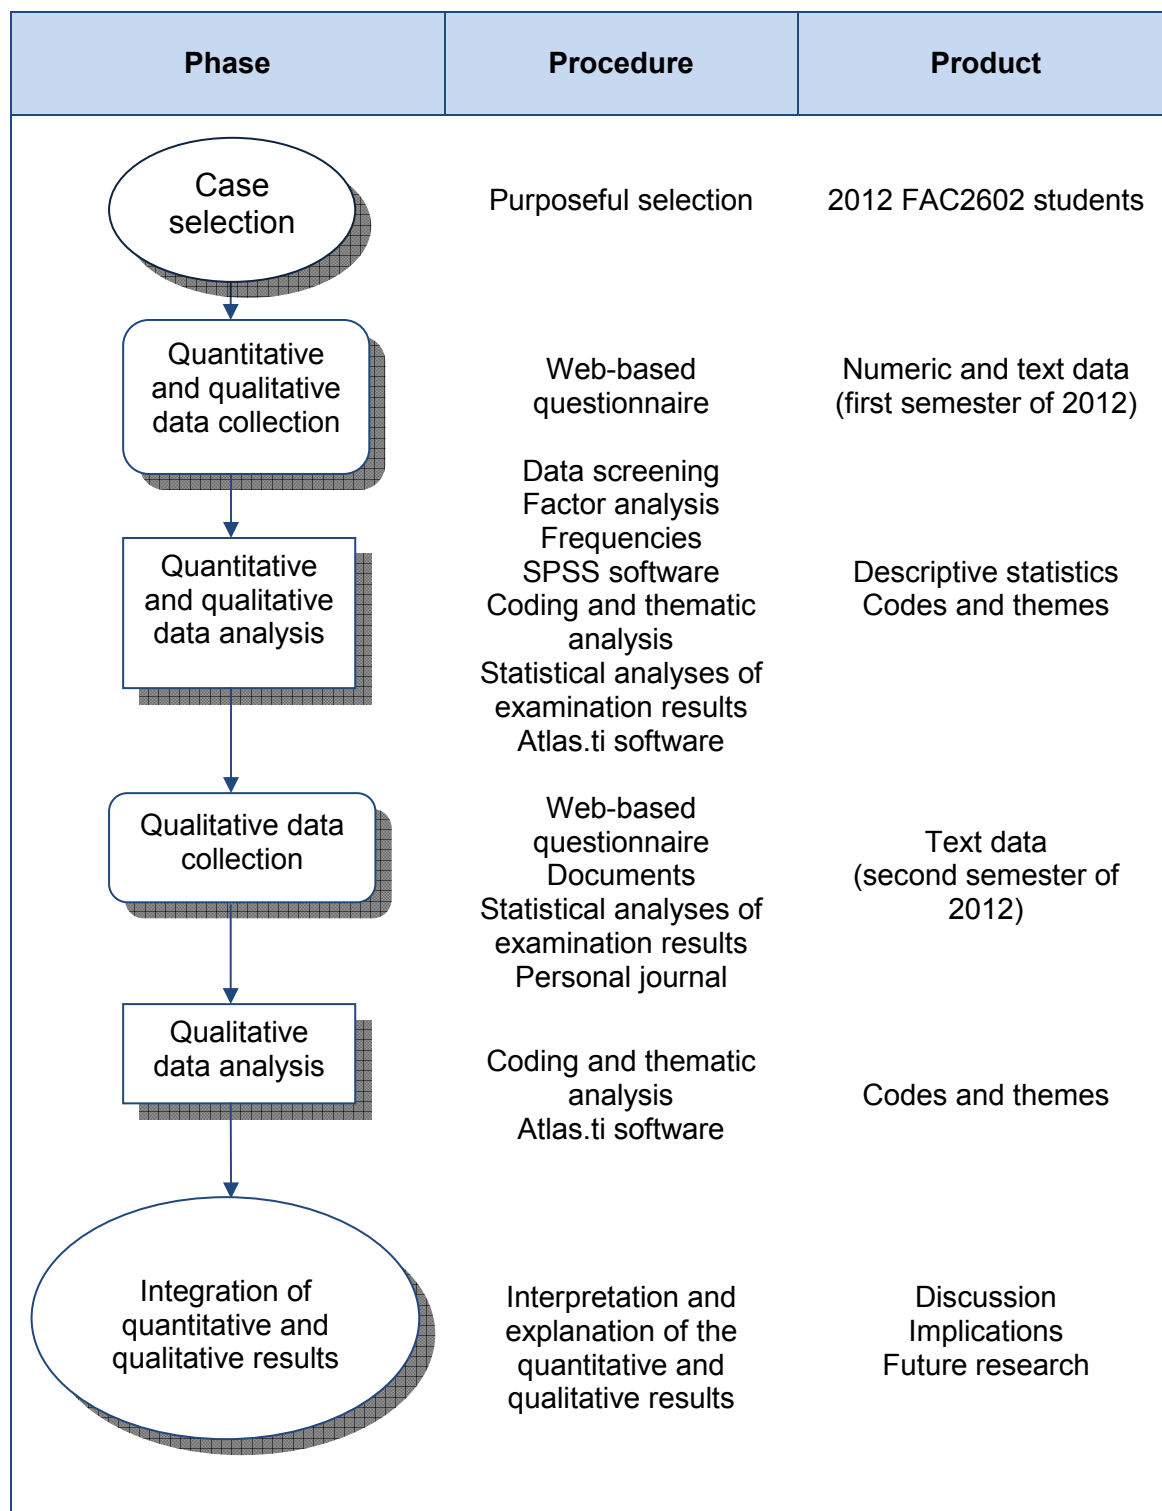 Phase
Procedure
Product
Case
selection
Purposeful selection
2012 FAC2602 students
Quantitative
and qualitative
data collection
Web-based
questionnaire
Numeric and text data
(first semester of 2012)
Quantitative
and qualitative
data analysis
Data screening
Factor analysis
Frequencies
SPSS software
Coding and thematic
analysis
Statistical analyses of
examination results
Atlas.ti software
Descriptive statistics
Codes and themes
Qualitative data
collection
Web-based
questionnaire
Documents
Statistical analyses of
examination results
Personal journal
Text data
(second semester of
2012)
Qualitative
data analysis
Coding and thematic
analysis
Atlas.ti software
Codes and themes
Integration of
quantitative and
qualitative results
Interpretation and
explanation of the
quantitative and
qualitative results
Discussion
Implications
Future research